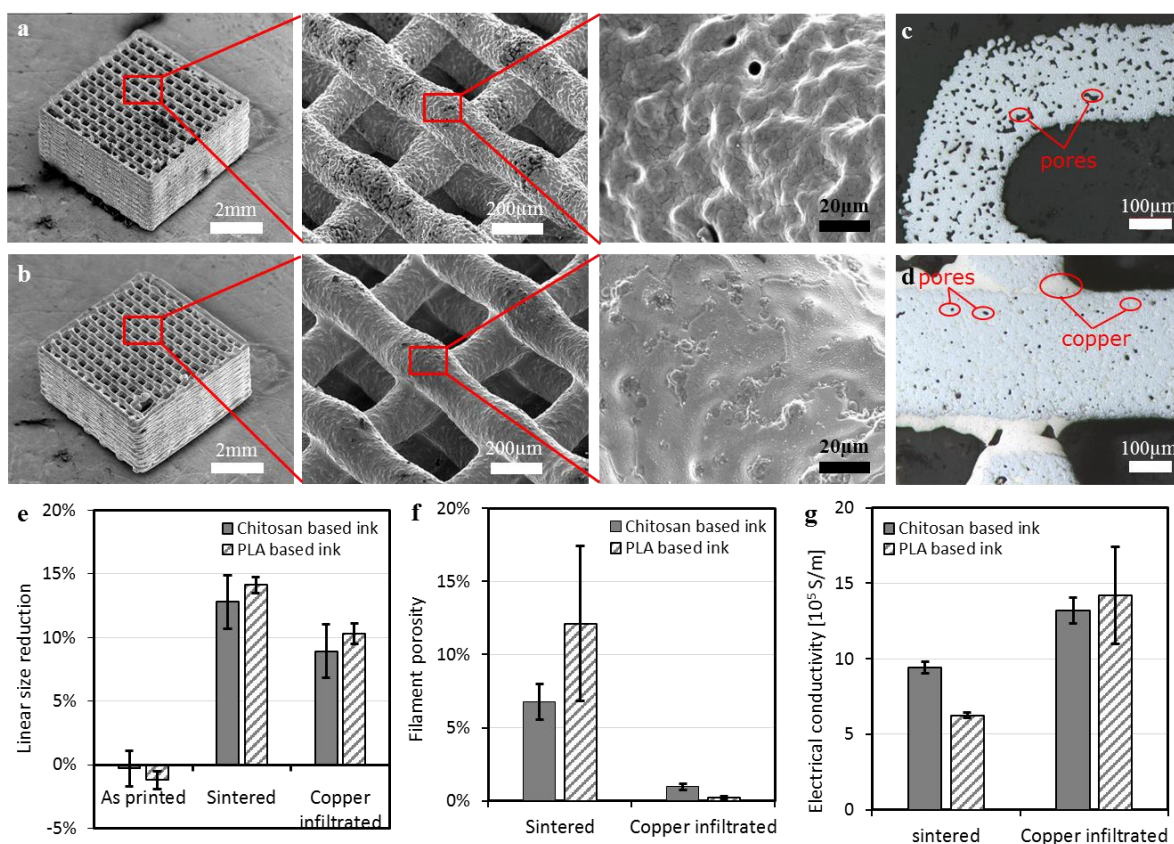 a
2mm
200µm
20µm
c
pores
100µm
b
2mm
200µm
20µm
d
pores
copper
100µm
e
20%
15%
10%
5%
0%
-5%
Linear size reduction
Chitosan based ink
PLA based ink
As printed
Sintered
Copper
infiltrated
f
20%
15%
10%
5%
0%
Filament porosity
Chitosan based ink
PLA based ink
Sintered
Copper infiltrated
g
20
15
10
5
0
Electrical conductivity [10⁵ S/m]
Chitosan based ink
PLA based ink
sintered
Copper infiltrated